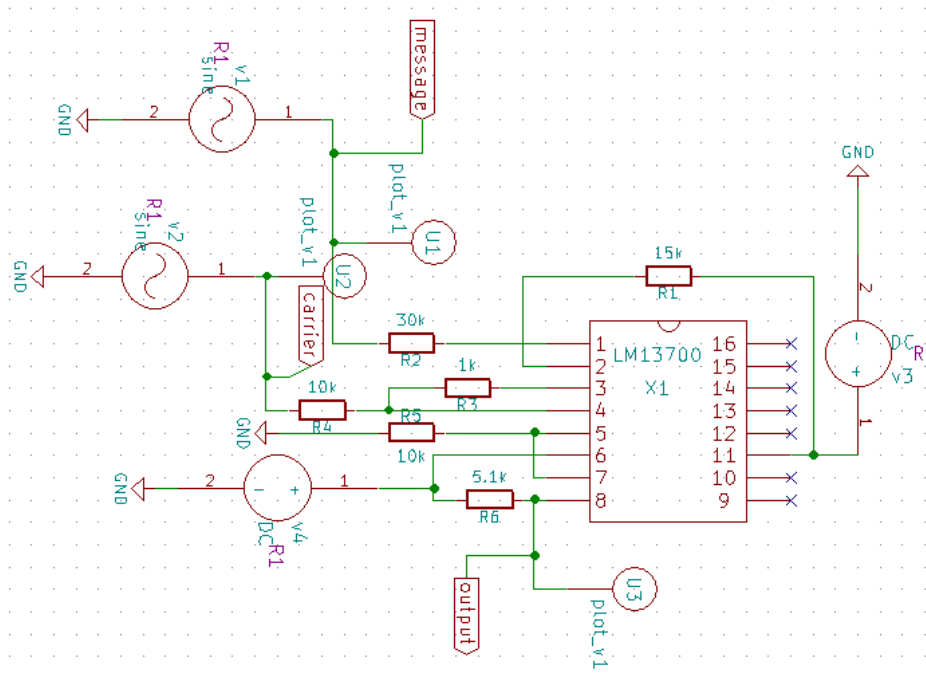 message
R1
sine
v1
GND
2
1
plot_v1
U1
GND
R1
sine
v2
GND
2
1
plot_v1
U2
carrier
15k
R1
2
DC
R
v3
1
30k
R2
1k
R3
10k
R4
GND
R5
10k
GND
2
1
v4
DC
R1
5.1k
R6
LM13700
X1
1
2
3
4
5
6
7
8
16
15
14
13
12
11
10
9
output
U3
plot_v1